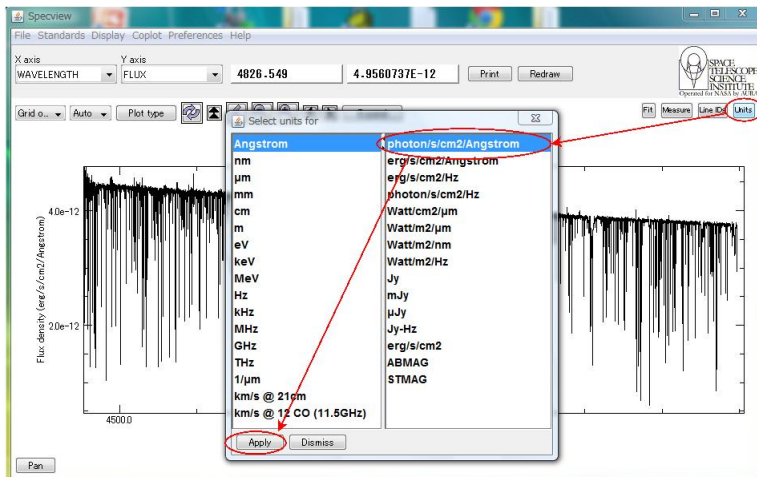 Specview
File Standards Display Coplot Preferences Help
X axis
Y axis
WAVELENGTH
FLUX
4826.549
4.9560737E-12
Print
Redraw
SPACE
TELESCOPE
SCIENCE
INSTITUTE
Operated for NASA by AURA
Grid o...
Auto
Plot type
Fit
Measure
Line IDs
Units
Select units for
Angstrom
nm
µm
mm
cm
m
eV
keV
MeV
Hz
kHz
MHz
GHz
THz
1/µm
km/s @ 21cm
km/s @ 12 CO (11.5GHz)
photon/s/cm2/Angstrom
erg/s/cm2/Angstrom
erg/s/cm2/Hz
photon/s/cm2/Hz
Watt/cm2/µm
Watt/m2/µm
Watt/m2/nm
Watt/m2/Hz
Jy
mJy
µJy
Jy-Hz
erg/s/cm2
ABMAG
STMAG
Apply
Dismiss
Flux density (erg/s/cm2/Angstrom)
4.0e-12
2.0e-12
4500.0
Pan